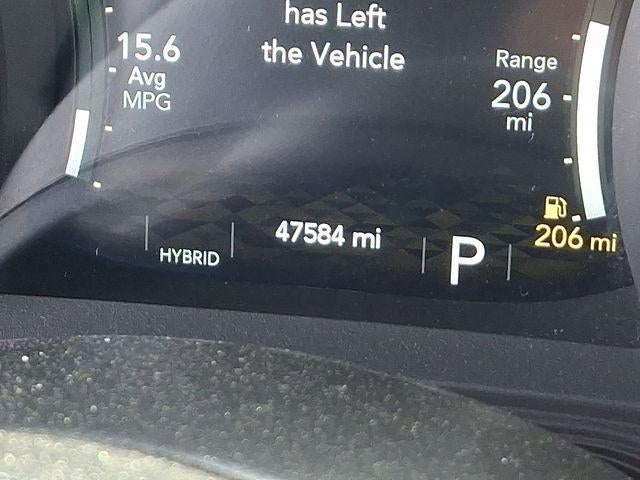 has Left
the Vehicle
15.6
Avg
MPG
Range
206
mi
HYBRID
47584 mi
P
206 mi